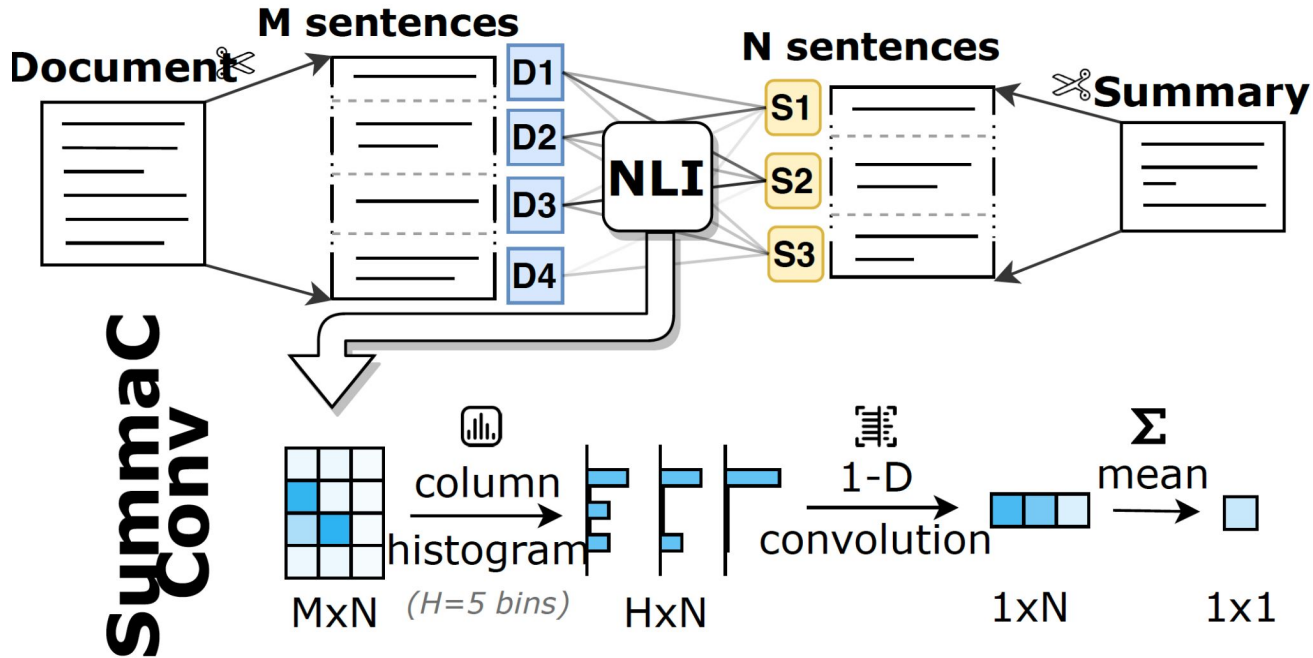 M sentences
Document
D1
D2
D3
D4
NLI
N sentences
S1
S2
S3
Summary
SummaC
Conv
MxN
column
histogram
(H=5 bins)
HxN
1-D
convolution
1xN
Σ
mean
1x1